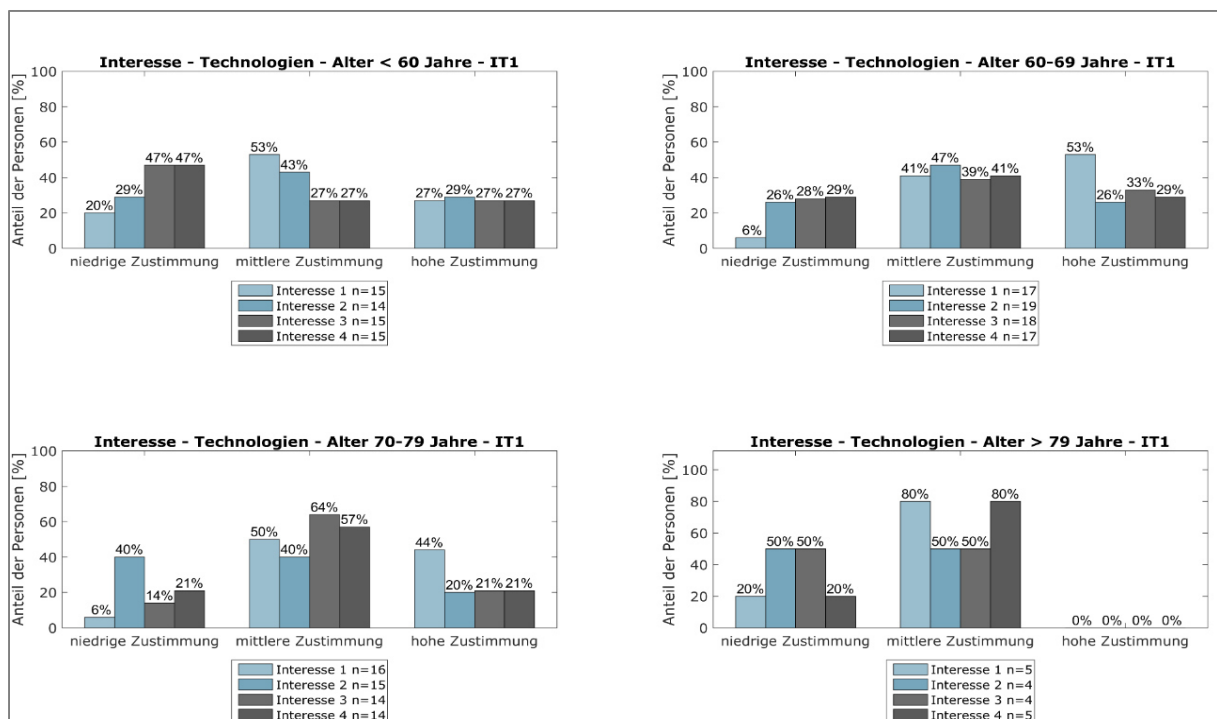 Interesse - Technologien - Alter < 60 Jahre - IT1
Anteil der Personen [%]
100
80
60
40
20
0
20% 29% 47% 47%
53% 43% 27% 27%
27% 29% 27% 27%
niedrige Zustimmung mittlere Zustimmung hohe Zustimmung
Interesse 1 n=15
Interesse 2 n=14
Interesse 3 n=15
Interesse 4 n=15
Interesse - Technologien - Alter 60-69 Jahre - IT1
Anteil der Personen [%]
100
80
60
40
20
0
6% 26% 28% 29%
41% 47% 39% 41%
53% 26% 33% 29%
niedrige Zustimmung mittlere Zustimmung hohe Zustimmung
Interesse 1 n=17
Interesse 2 n=19
Interesse 3 n=18
Interesse 4 n=17
Interesse - Technologien - Alter 70-79 Jahre - IT1
Anteil der Personen [%]
100
80
60
40
20
0
6% 40% 14% 21%
50% 40% 64% 57%
44% 20% 21% 21%
niedrige Zustimmung mittlere Zustimmung hohe Zustimmung
Interesse 1 n=16
Interesse 2 n=15
Interesse 3 n=14
Interesse 4 n=14
Interesse - Technologien - Alter > 79 Jahre - IT1
Anteil der Personen [%]
100
80
60
40
20
0
20% 50% 50% 20%
80% 50% 50% 80%
0% 0% 0% 0%
niedrige Zustimmung mittlere Zustimmung hohe Zustimmung
Interesse 1 n=5
Interesse 2 n=4
Interesse 3 n=4
Interesse 4 n=5